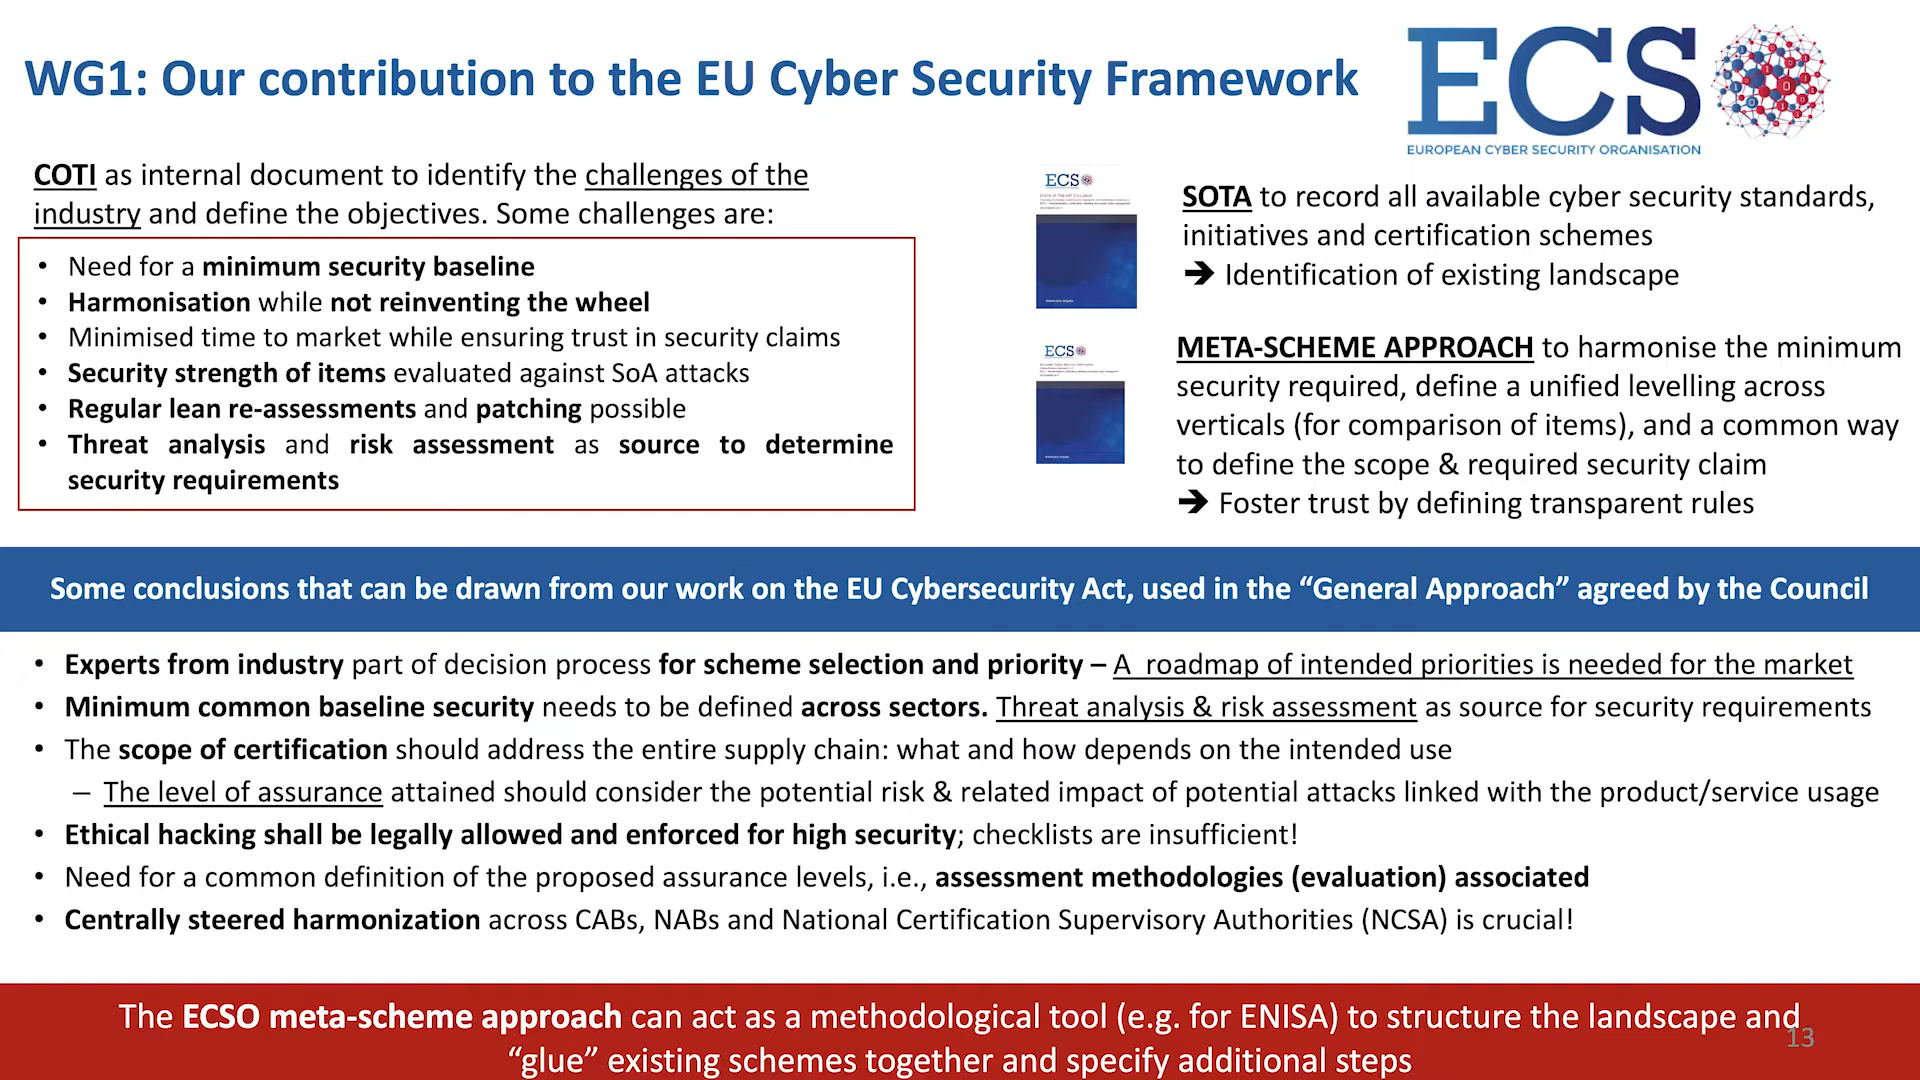 WG1: Our contribution to the EU Cyber Security Framework
ECS
EUROPEAN CYBER SECURITY ORGANISATION
COTI as internal document to identify the challenges of the
industry and define the objectives. Some challenges are:
• Need for a minimum security baseline
• Harmonisation while not reinventing the wheel
• Minimised time to market while ensuring trust in security claims
• Security strength of items evaluated against SoA attacks
• Regular lean re-assessments and patching possible
• Threat analysis and risk assessment as source to determine
security requirements
ECS
SOTA to record all available cyber security standards,
initiatives and certification schemes
➔ Identification of existing landscape
ECS
META-SCHEME APPROACH to harmonise the minimum
security required, define a unified levelling across
verticals (for comparison of items), and a common way
to define the scope & required security claim
➔ Foster trust by defining transparent rules
Some conclusions that can be drawn from our work on the EU Cybersecurity Act, used in the “General Approach” agreed by the Council
• Experts from industry part of decision process for scheme selection and priority – A roadmap of intended priorities is needed for the market
• Minimum common baseline security needs to be defined across sectors. Threat analysis & risk assessment as source for security requirements
• The scope of certification should address the entire supply chain: what and how depends on the intended use
– The level of assurance attained should consider the potential risk & related impact of potential attacks linked with the product/service usage
• Ethical hacking shall be legally allowed and enforced for high security; checklists are insufficient!
• Need for a common definition of the proposed assurance levels, i.e., assessment methodologies (evaluation) associated
• Centrally steered harmonization across CABs, NABs and National Certification Supervisory Authorities (NCSA) is crucial!
The ECSO meta-scheme approach can act as a methodological tool (e.g. for ENISA) to structure the landscape and
“glue” existing schemes together and specify additional steps
13